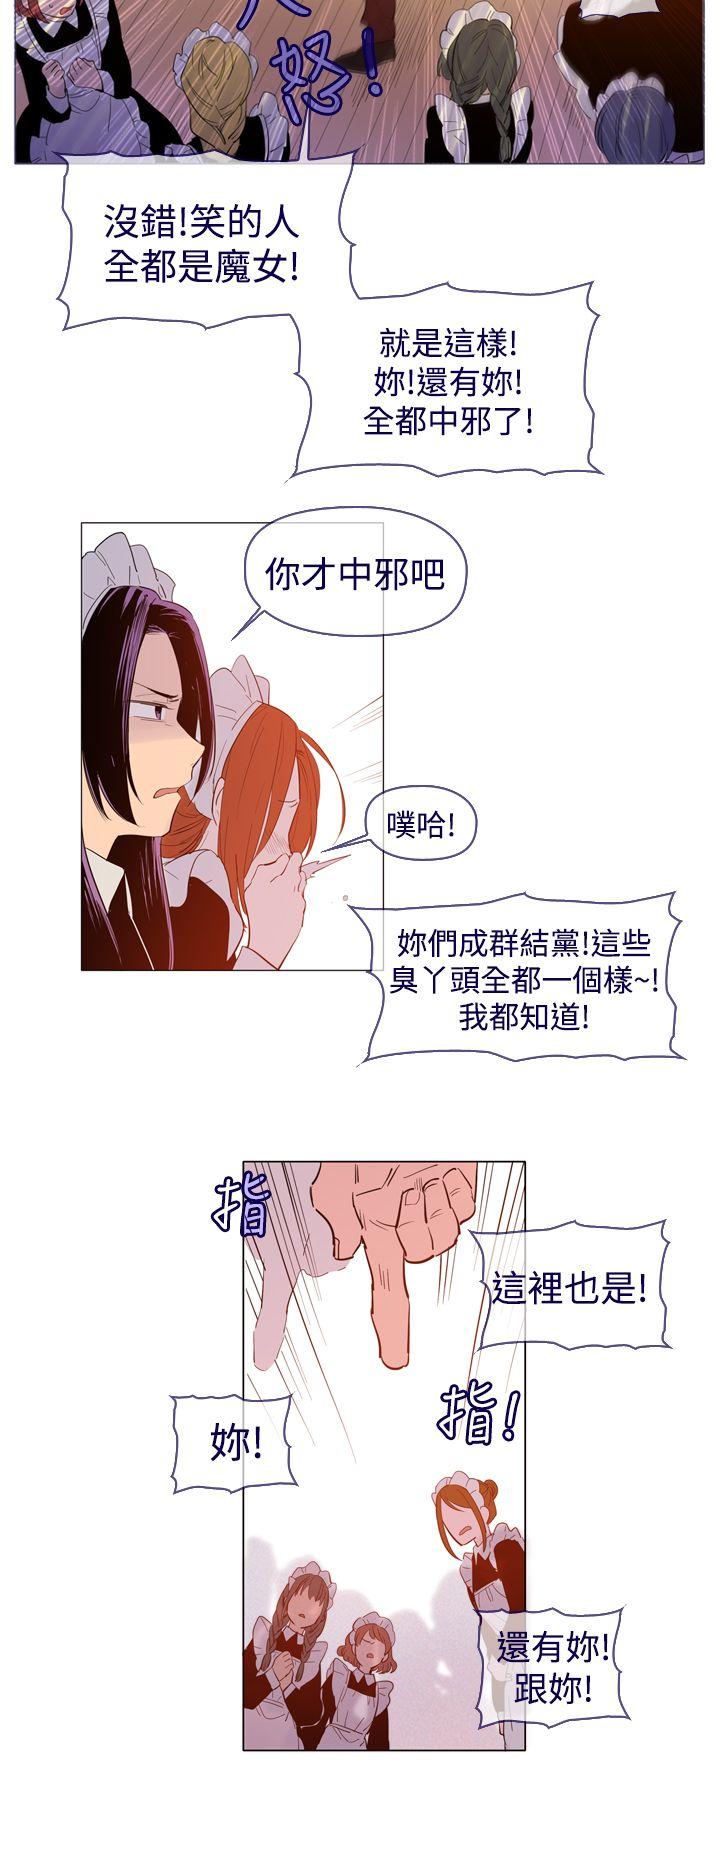 怒!
沒錯!笑的人
全都是魔女!
就是這樣!
妳!還有妳!
全都中邪了!
你才中邪吧
噗哈!
妳們成群結黨!這些
臭丫頭全都一個樣~!
我都知道!
指
這裡也是!
指!
妳!
還有妳!
跟妳!